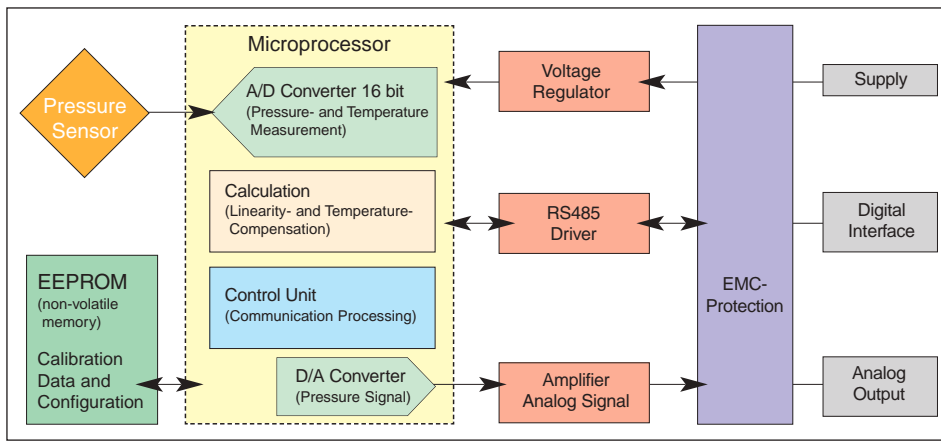 Microprocessor
Pressure
Sensor
A/D Converter 16 bit
(Pressure- and Temperature
Measurement)
Voltage
Regulator
Supply
Calculation
(Linearity- and Temperature-
Compensation)
RS485
Driver
Digital
Interface
EEPROM
(non-volatile
memory)
Calibration
Data and
Configuration
Control Unit
(Communication Processing)
EMC-
Protection
D/A Converter
(Pressure Signal)
Amplifier
Analog Signal
Analog
Output